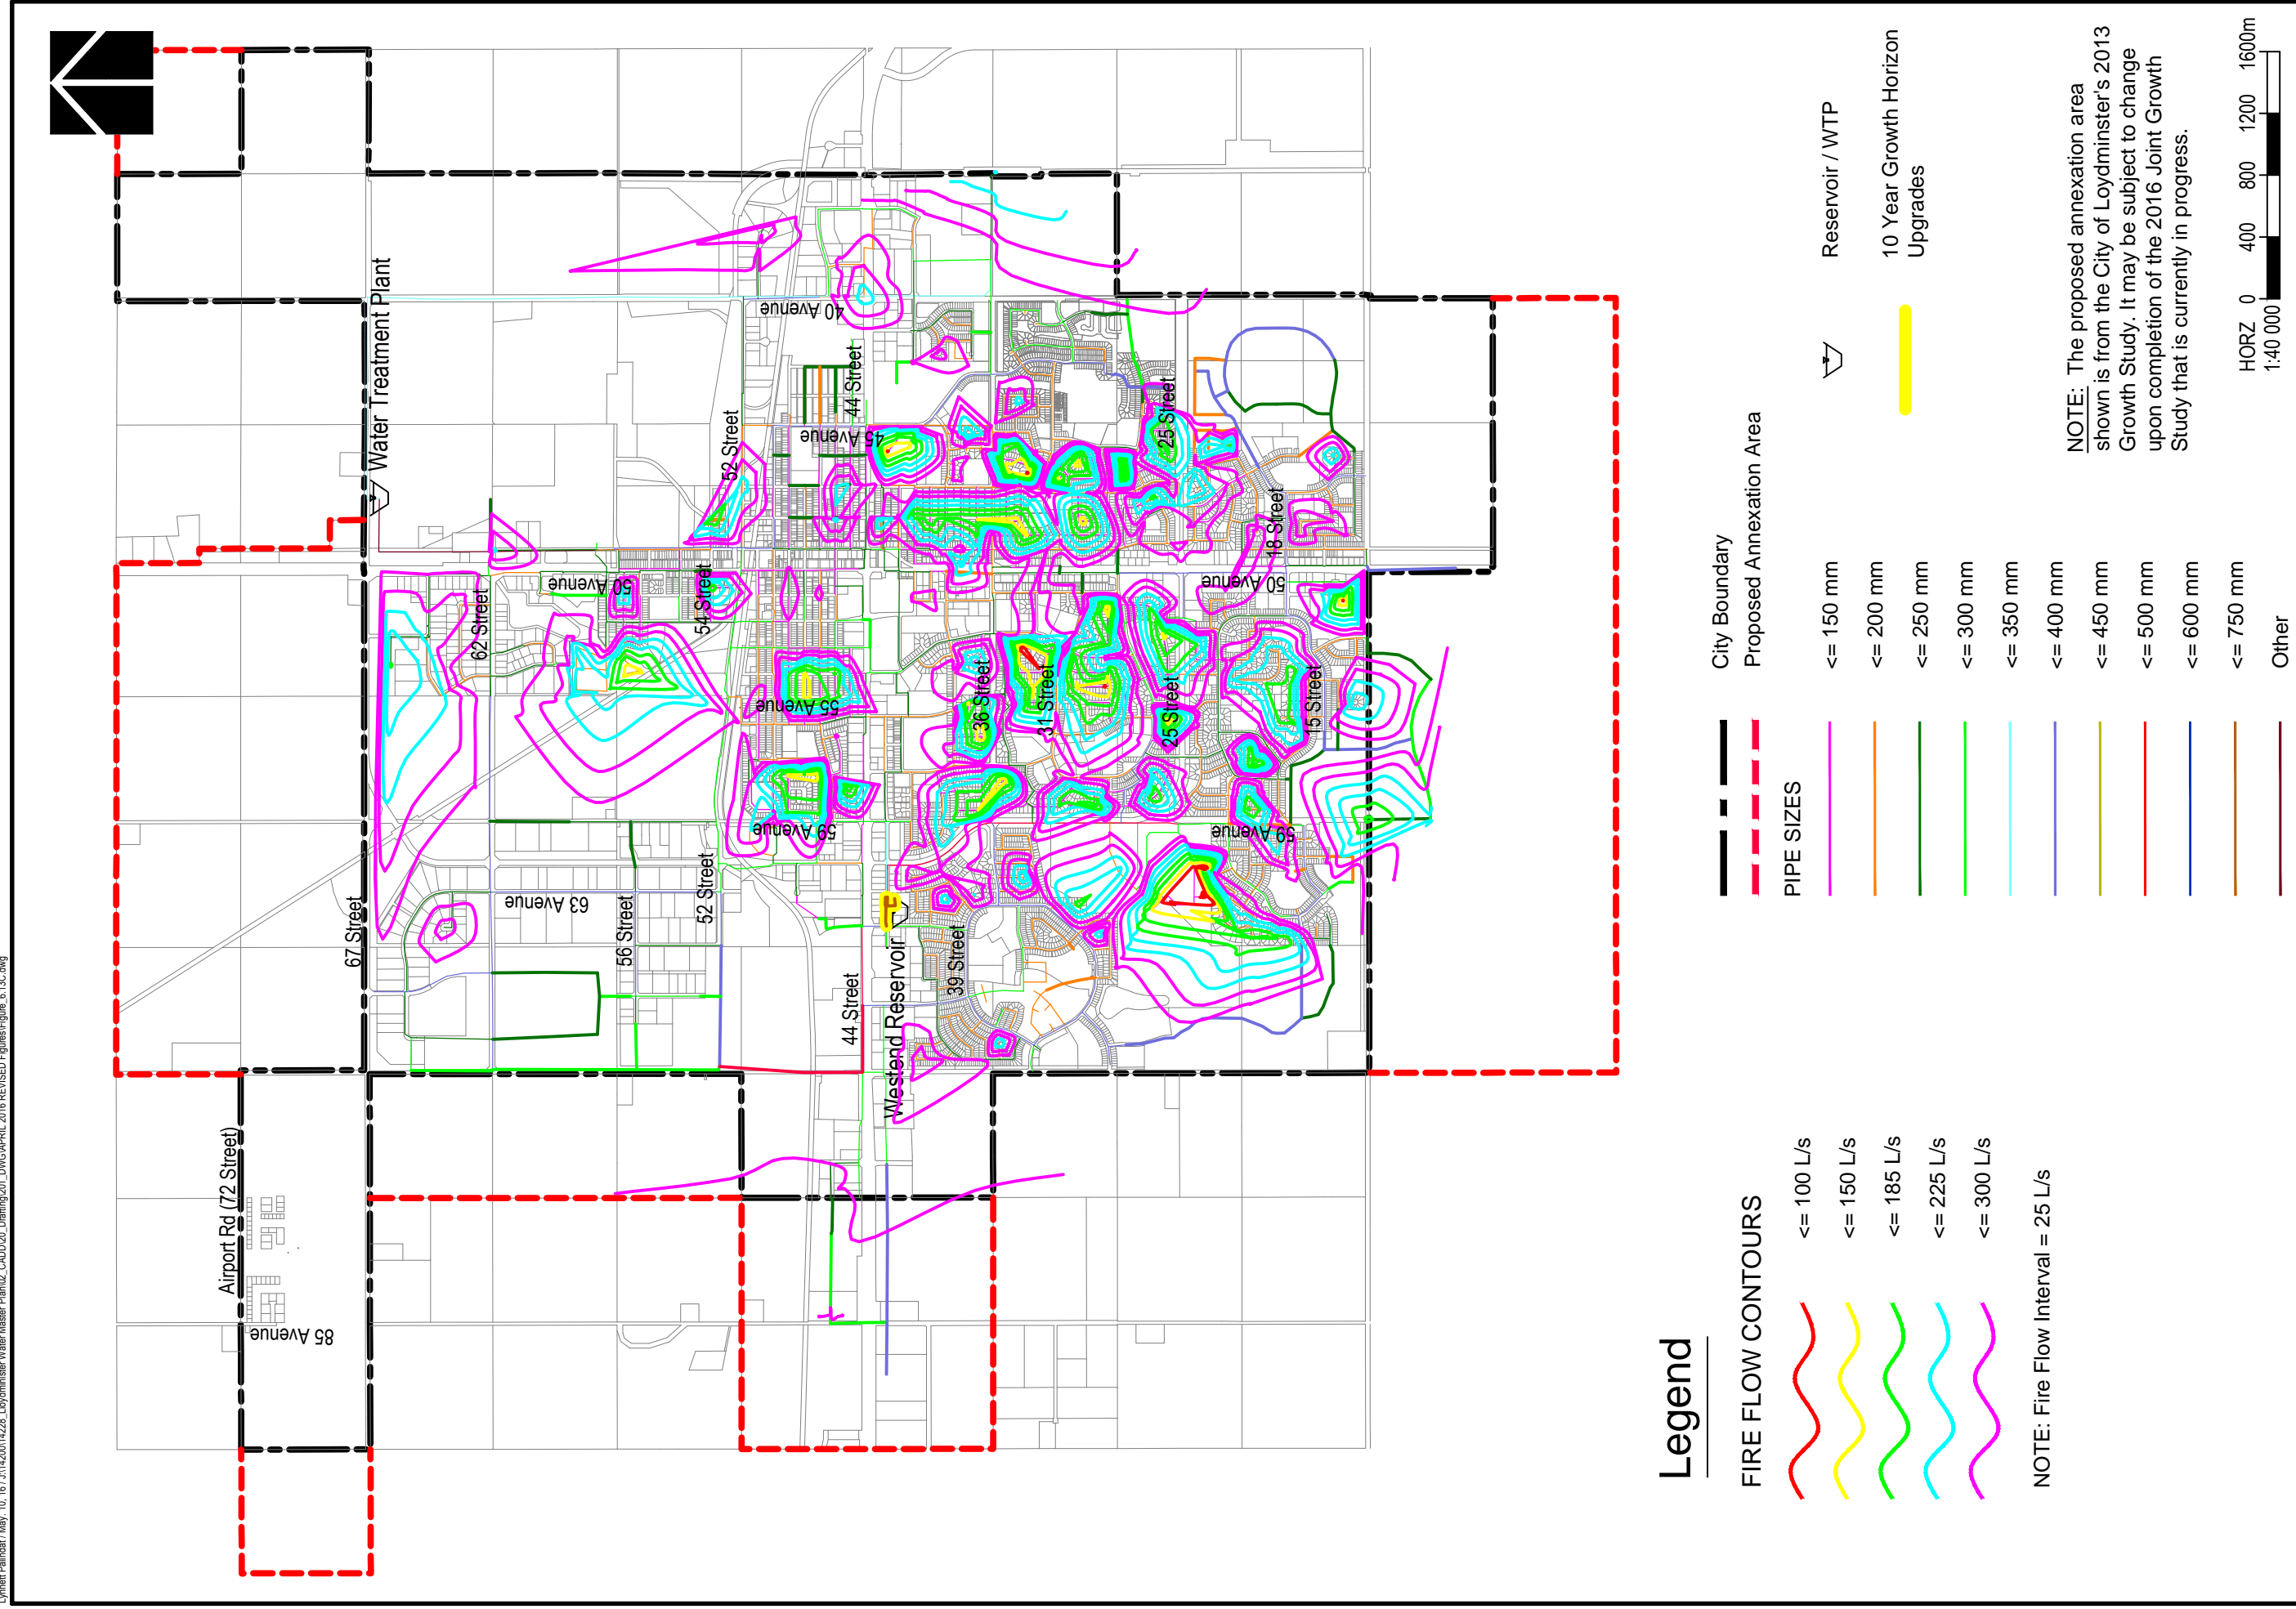 Water Treatment Plant
40 Avenue
44 Street
45 Avenue
52 Street
25 Street
18 Street
50 Avenue
54 Street
62 Street
50 Avenue
36 Street
31 Street
25 Street
15 Street
55 Avenue
59 Avenue
59 Avenue
63 Avenue
67 Street
56 Street
52 Street
44 Street
39 Street
Westend Reservoir
Airport Rd (72 Street)
85 Avenue
Legend
FIRE FLOW CONTOURS
<= 100 L/s
<= 150 L/s
<= 185 L/s
<= 225 L/s
<= 300 L/s
NOTE: Fire Flow Interval = 25 L/s
City Boundary
Proposed Annexation Area
PIPE SIZES
<= 150 mm
<= 200 mm
<= 250 mm
<= 300 mm
<= 350 mm
<= 400 mm
<= 450 mm
<= 500 mm
<= 600 mm
<= 750 mm
Other
Reservoir / WTP
10 Year Growth Horizon
Upgrades
NOTE: The proposed annexation area
shown is from the City of Loydminster's 2013
Growth Study. It may be subject to change
upon completion of the 2016 Joint Growth
Study that is currently in progress.
HORZ 0 400 800 1200 1600m
1:40 000